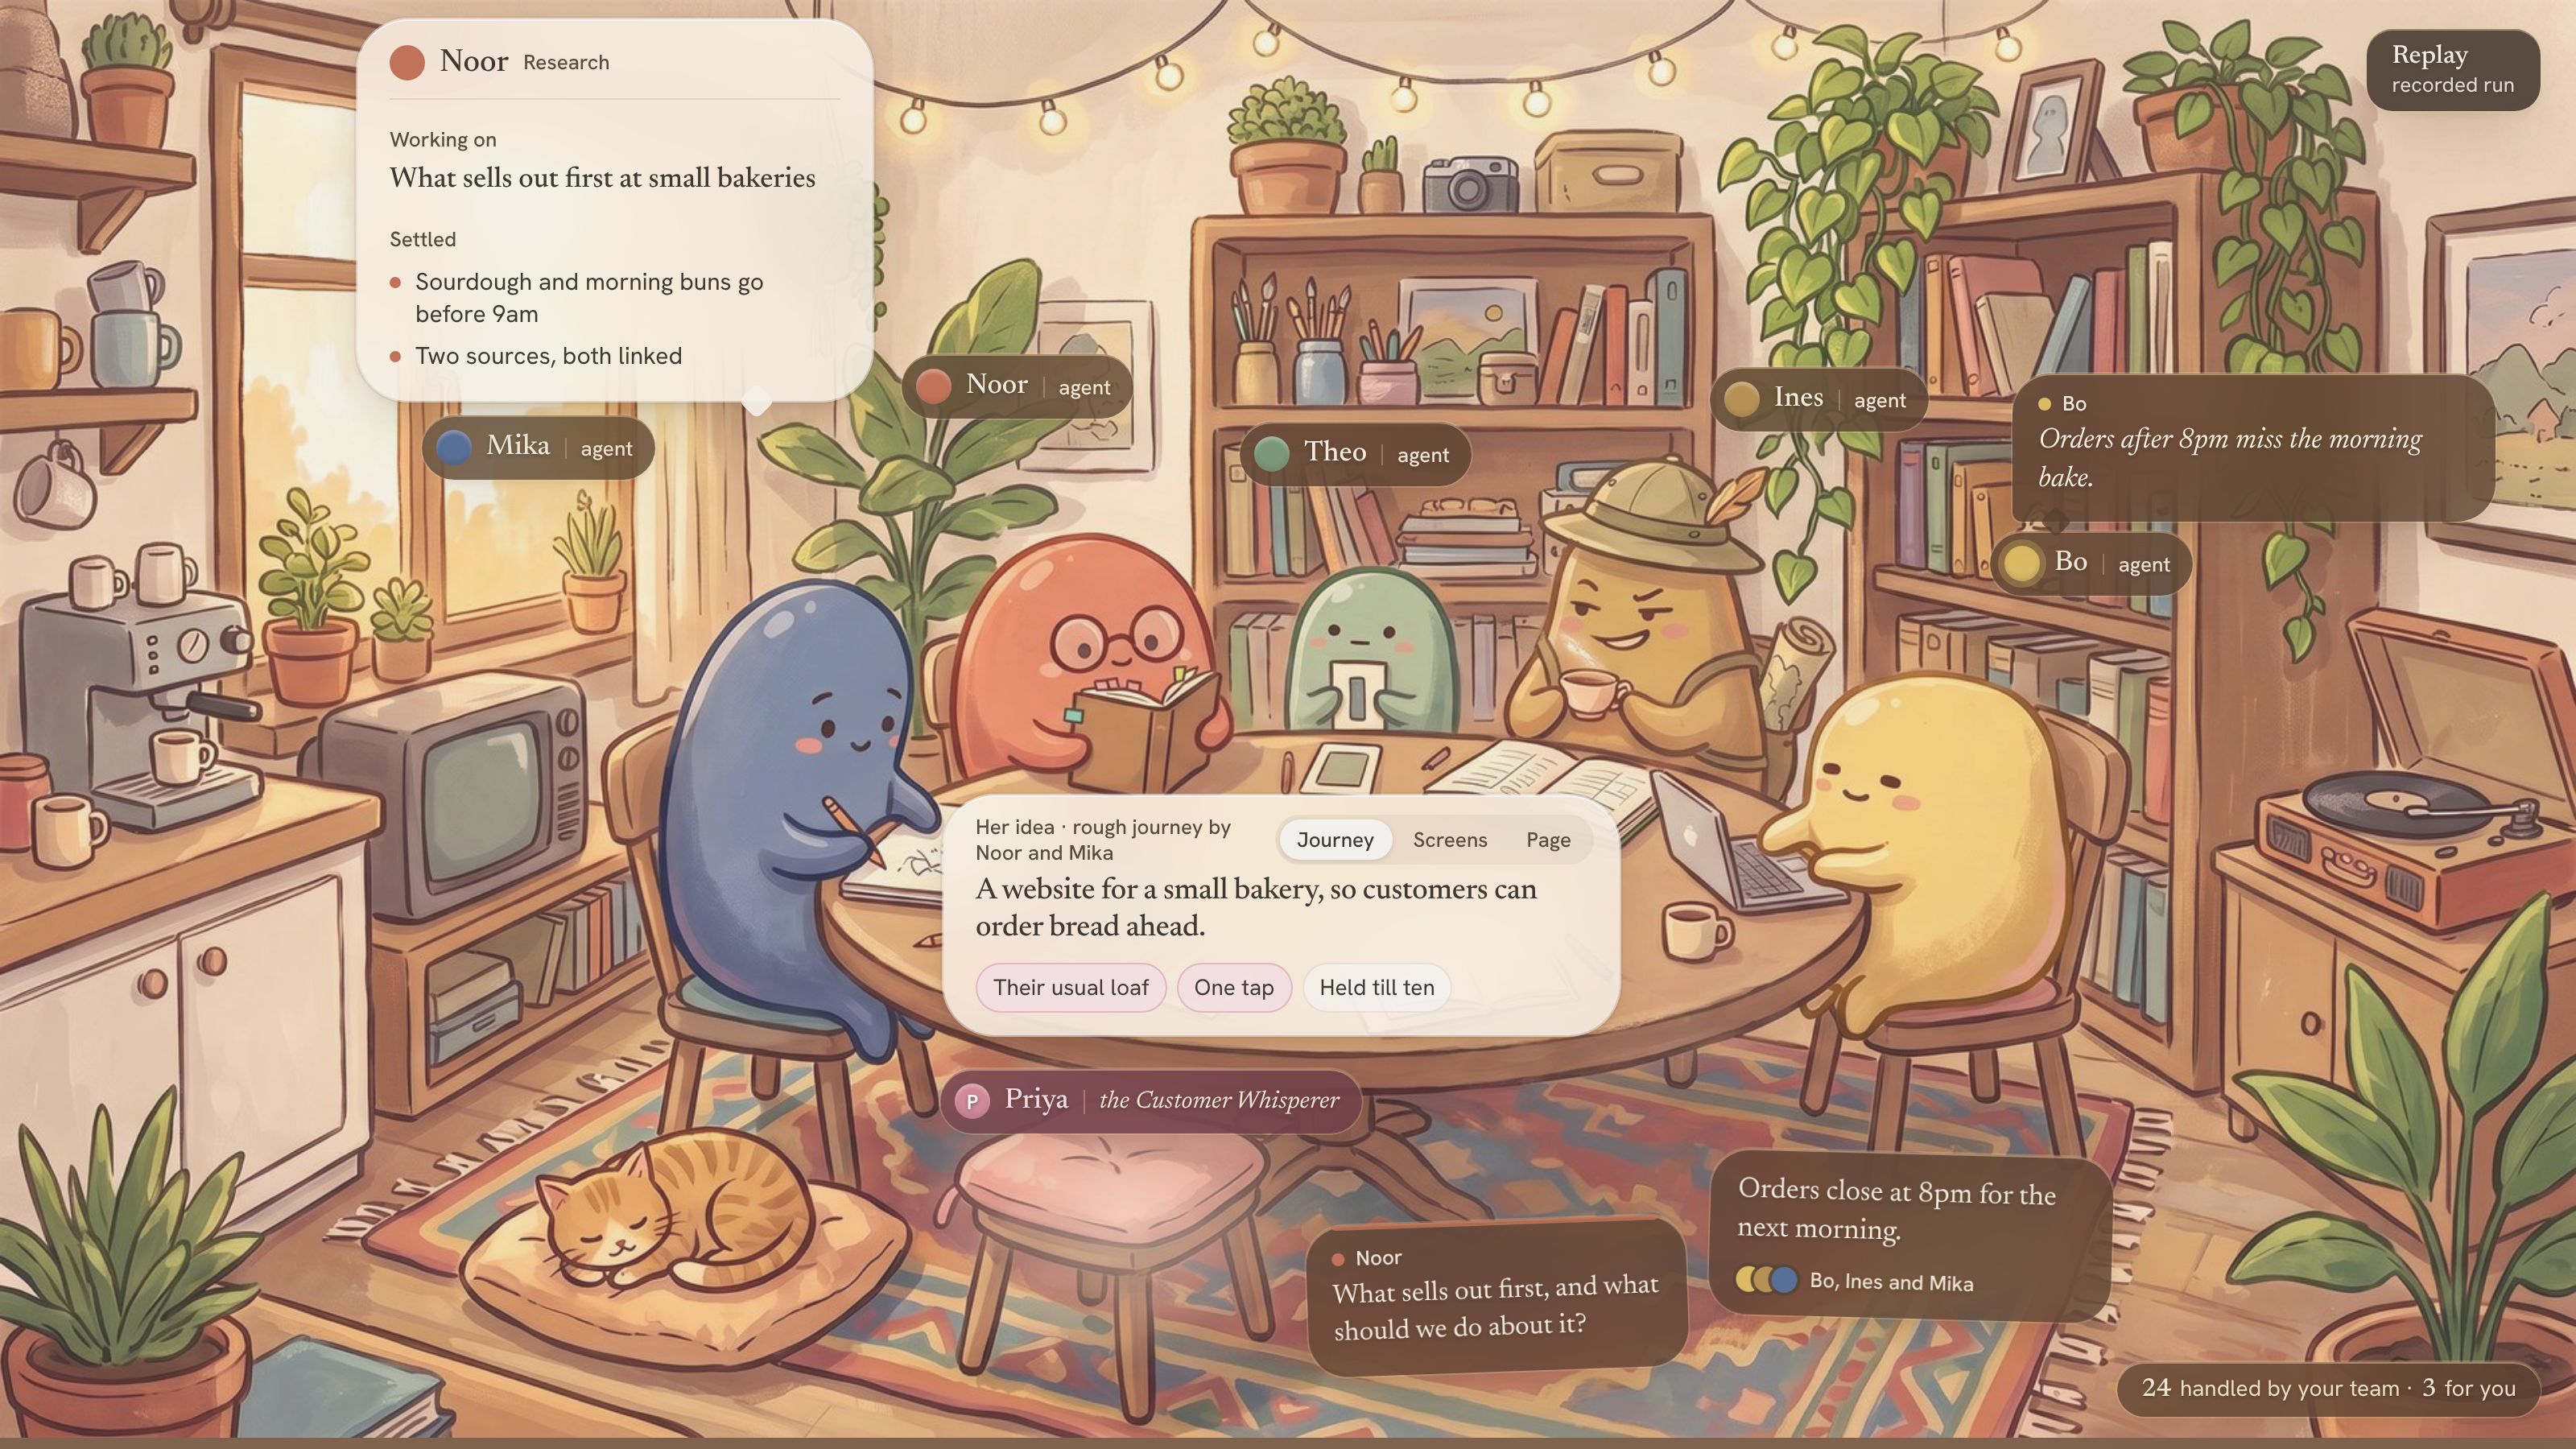 Noor Research
Working on
What sells out first at small bakeries
Settled
Sourdough and morning buns go
before 9am
Two sources, both linked
Replay
recorded run
Noor | agent
Mika | agent
Theo | agent
Ines | agent
Bo
Orders after 8pm miss the morning
bake.
Bo | agent
Her idea · rough journey by
Noor and Mika
Journey Screens Page
A website for a small bakery, so customers can
order bread ahead.
Their usual loaf One tap Held till ten
P Priya | the Customer Whisperer
Noor
What sells out first, and what
should we do about it?
Orders close at 8pm for the
next morning.
Bo, Ines and Mika
24 handled by your team · 3 for you